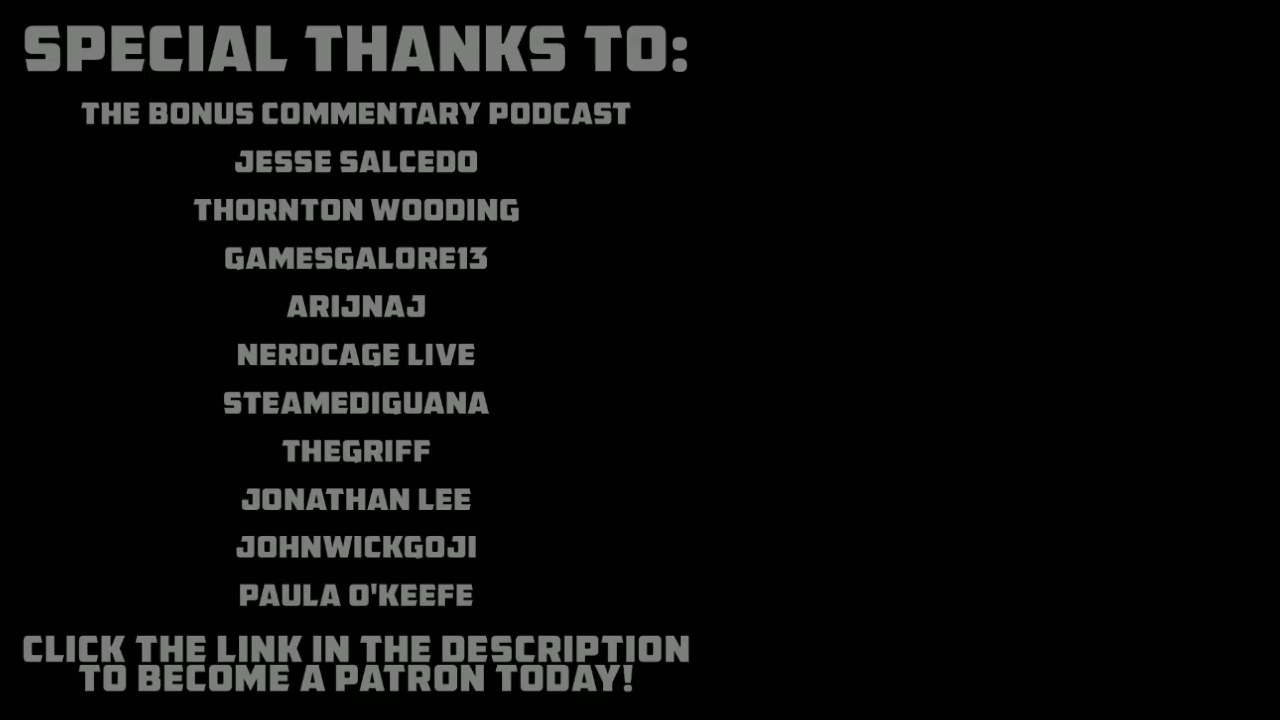 SPECIAL THANKS TO:
THE BONUS COMMENTARY PODCAST
JESSE SALCEDO
THORNTON WOODING
GAMESGALORE13
ARIJNAJ
NERDCAGE LIVE
STEAMEDIGUANA
THEGRIFF
JONATHAN LEE
JOHNWICKGOJI
PAULA O'KEEFE
CLICK THE LINK IN THE DESCRIPTION
TO BECOME A PATRON TODAY!